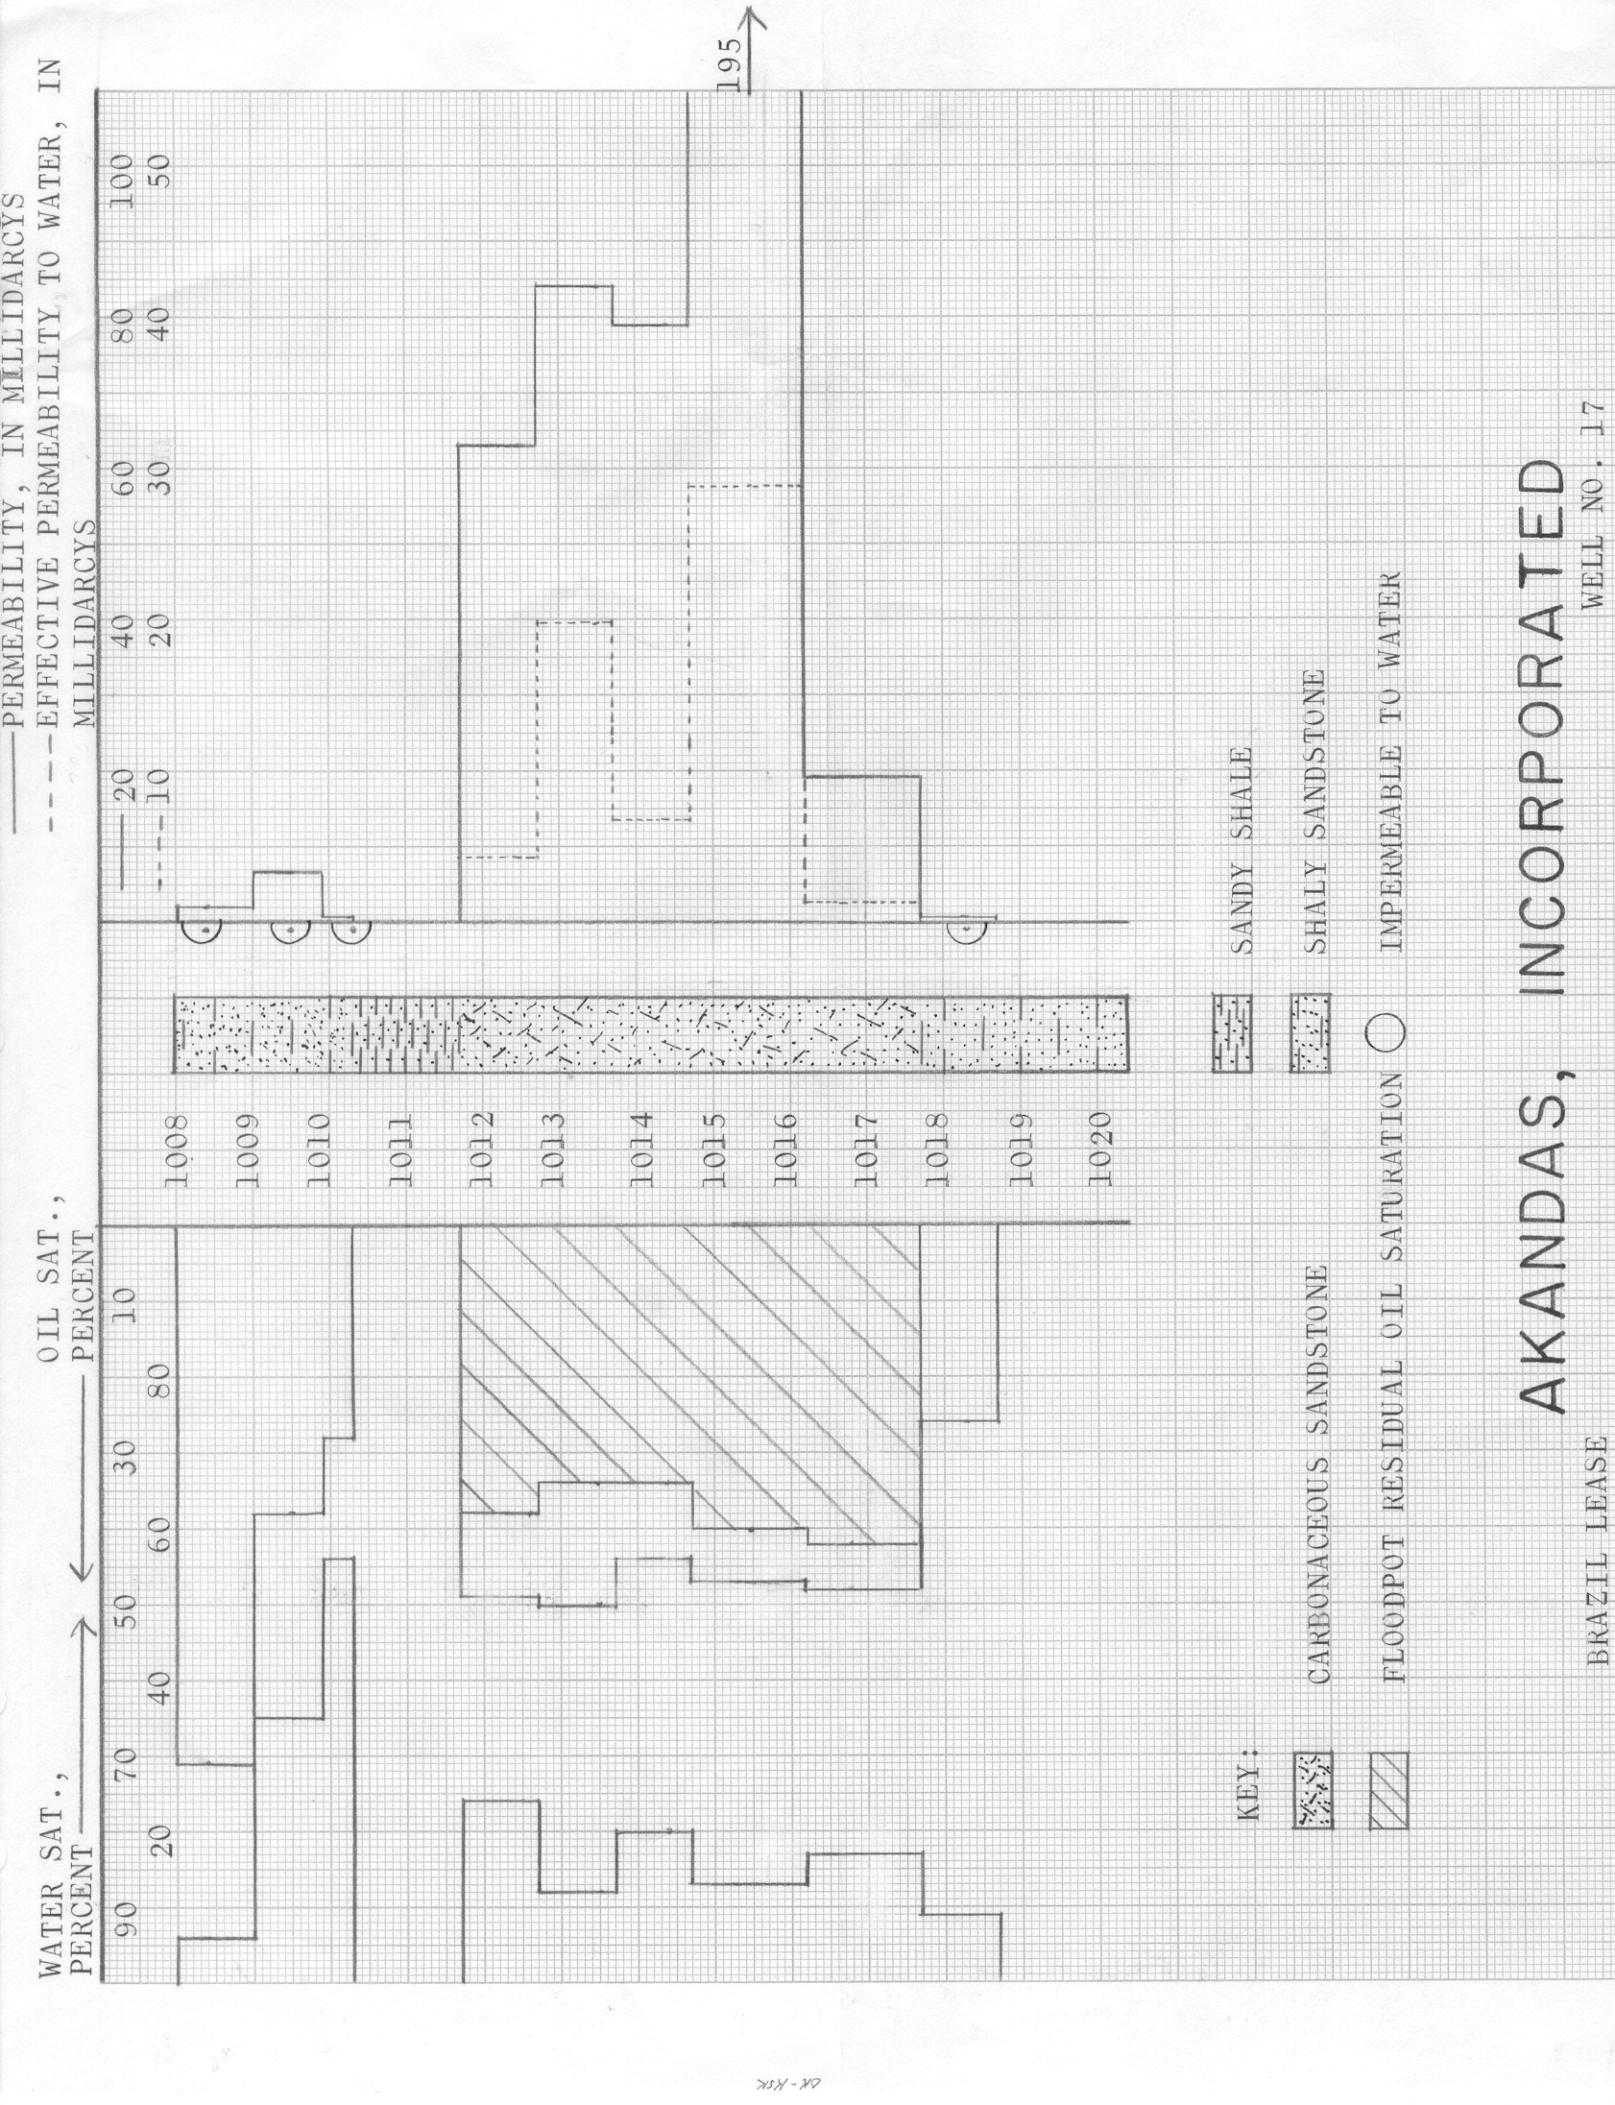 WATER SAT.,
PERCENT
OIL SAT.,
PERCENT
PERMEABILITY, IN MILLIDARCYS
EFFECTIVE PERMEABILITY TO WATER, IN
MILLIDARCYS
90 70 50 30 10
20 40 60 80
20 40 60 80 100
10 20 30 40 50
195
1008
1009
1010
1011
1012
1013
1014
1015
1016
1017
1018
1019
1020
KEY:
SANDY SHALE
CARBONACEOUS SANDSTONE
SHALY SANDSTONE
FLOODPOT RESIDUAL OIL SATURATION
IMPERMEABLE TO WATER
AKANDAS, INCORPORATED
BRAZIL LEASE
WELL NO. 17